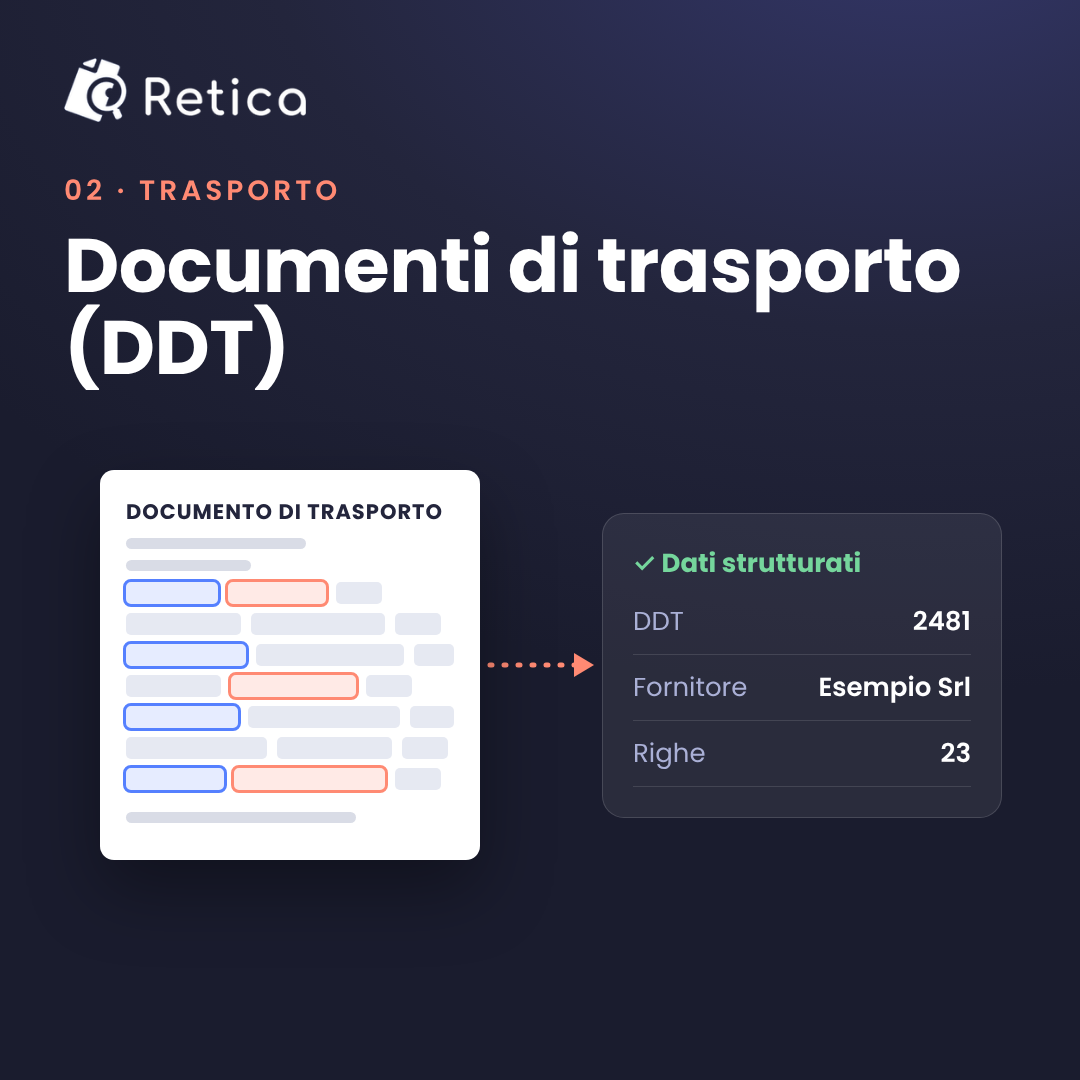 Retica
02 · TRASPORTO
Documenti di trasporto
(DDT)
DOCUMENTO DI TRASPORTO
✓ Dati strutturati
DDT 2481
Fornitore Esempio Srl
Righe 23